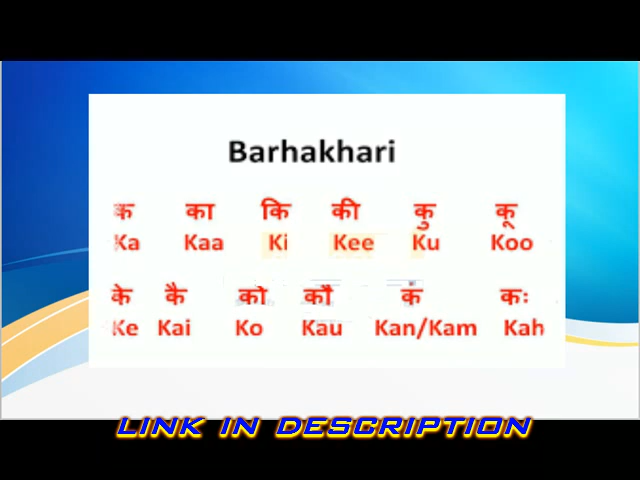 Barhakhari
क का कि की कु कू
Ka Kaa Ki Kee Ku Koo
के कै को कौ क कः
Ke Kai Ko Kau Kan/Kam Kah
LINK IN DESCRIPTION